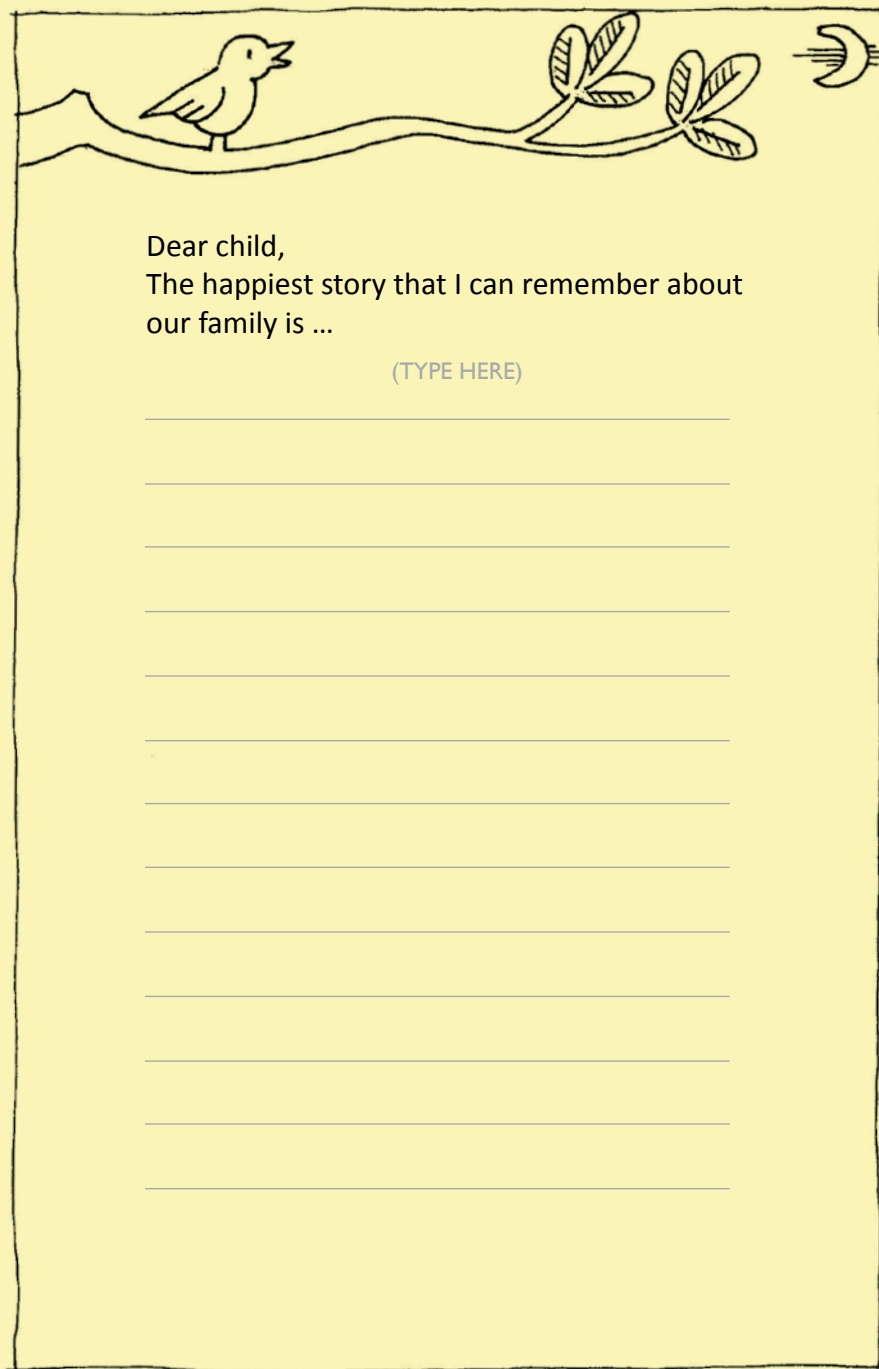 Dear child,
The happiest story that I can remember about
our family is …
(TYPE HERE)